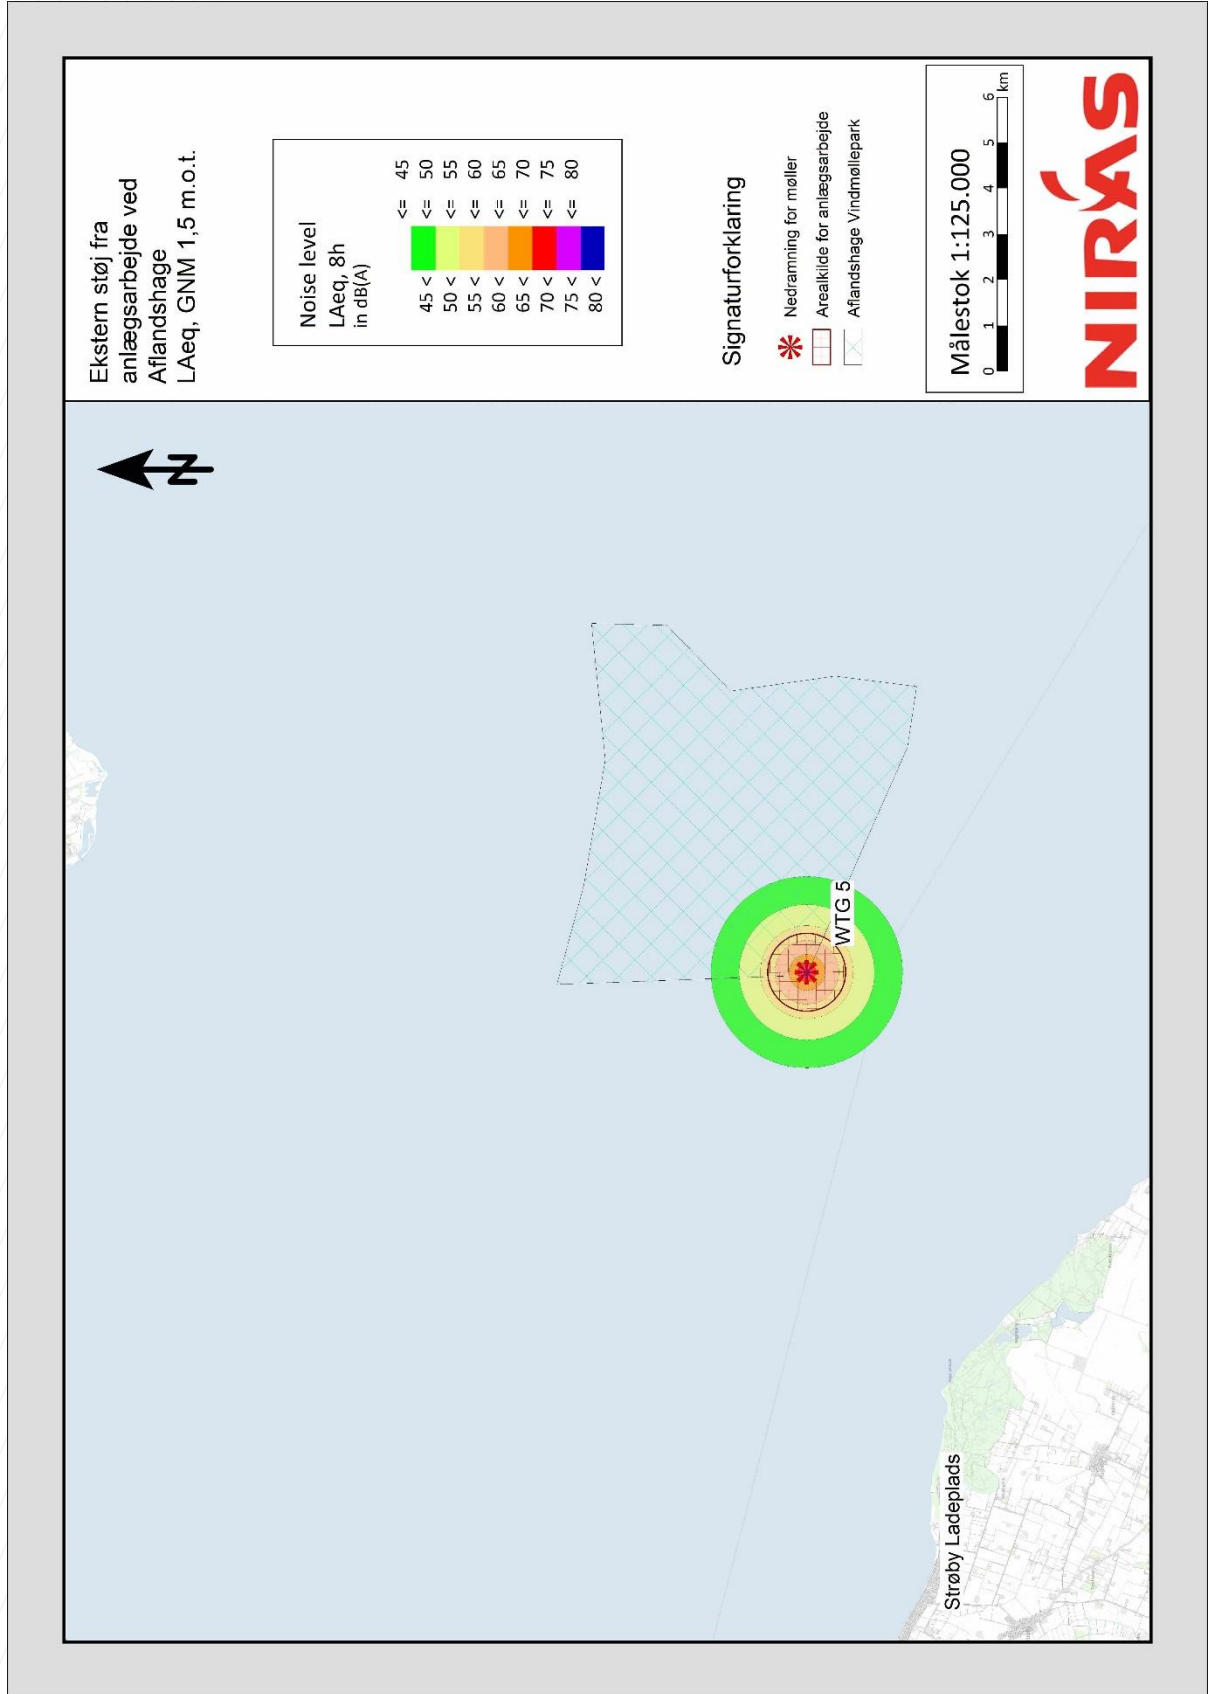 Ekstern støj fra
anlægsarbejde ved
Aflandshage
LAeq, GNM 1,5 m.o.t.
Noise level
LAeq, 8h
in dB(A)
<= 45
45 < <= 50
50 < <= 55
55 < <= 60
60 < <= 65
65 < <= 70
70 < <= 75
75 < <= 80
80 <
Signaturforklaring
Nedramning for møller
Arealkilde for anlægsarbejde
Aflandshage Vindmøllepark
Målestok 1:125.000
0 1 2 3 4 5 6
km
NIRAS
N
WTG 5
Strøby Ladeplads